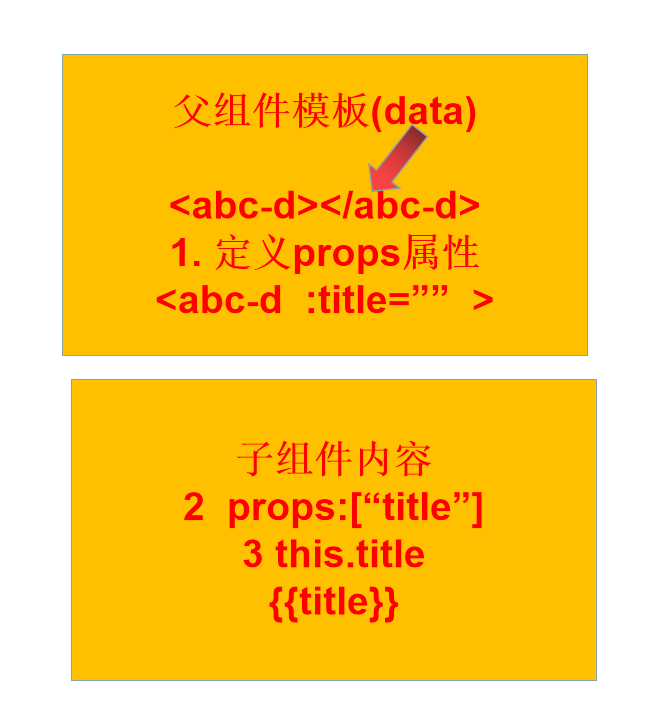 父组件模板(data)
<abc-d></abc-d>
1. 定义props属性
<abc-d  :title=”” >
子组件内容
2  props:[“title”]
3 this.title
{{title}}